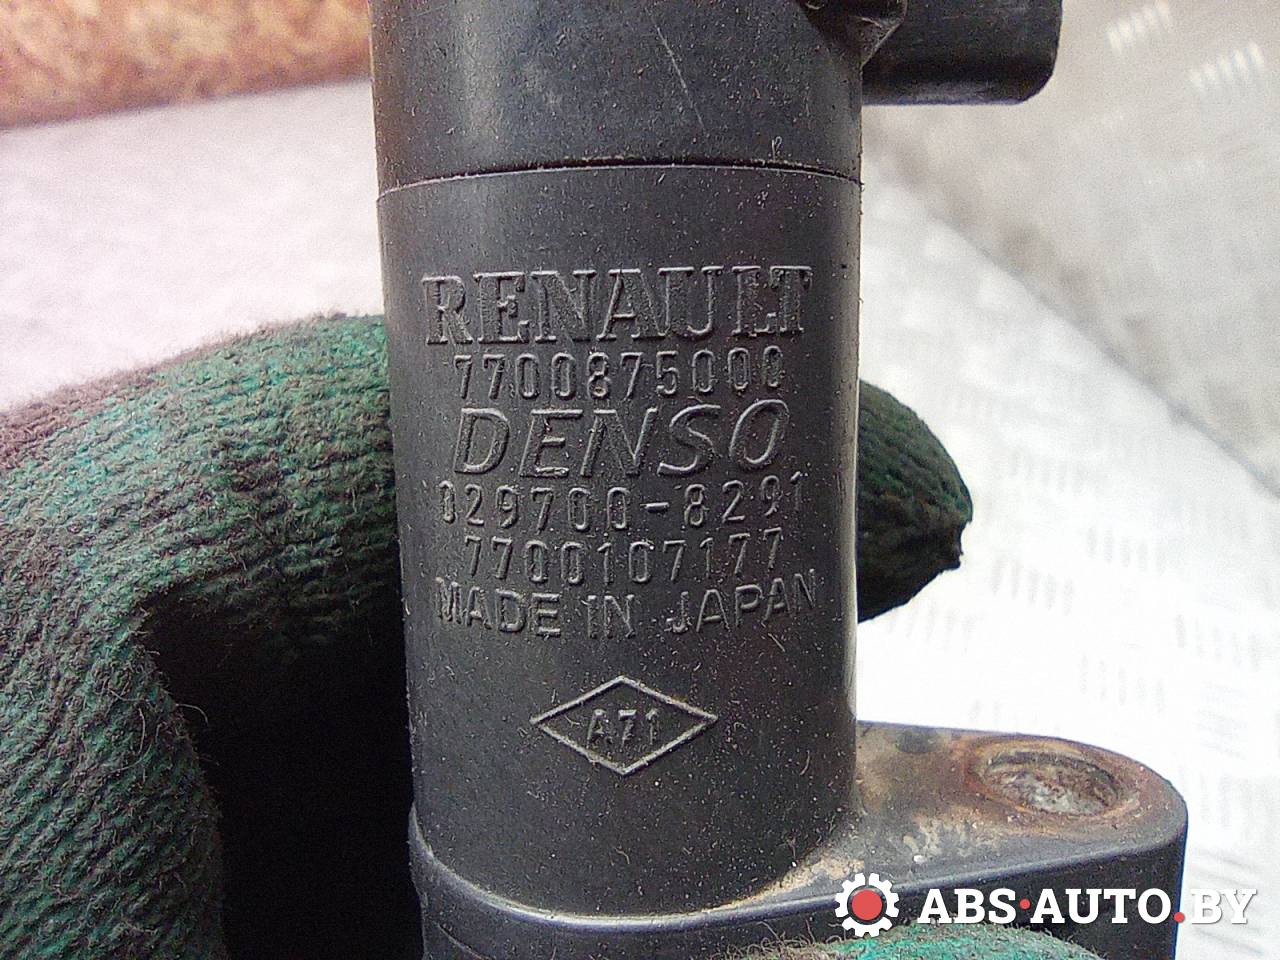 RENAULT
7700875000
DENSO
029700-8291
7700107177
MADE IN JAPAN
A71
ABS·AUTO.BY